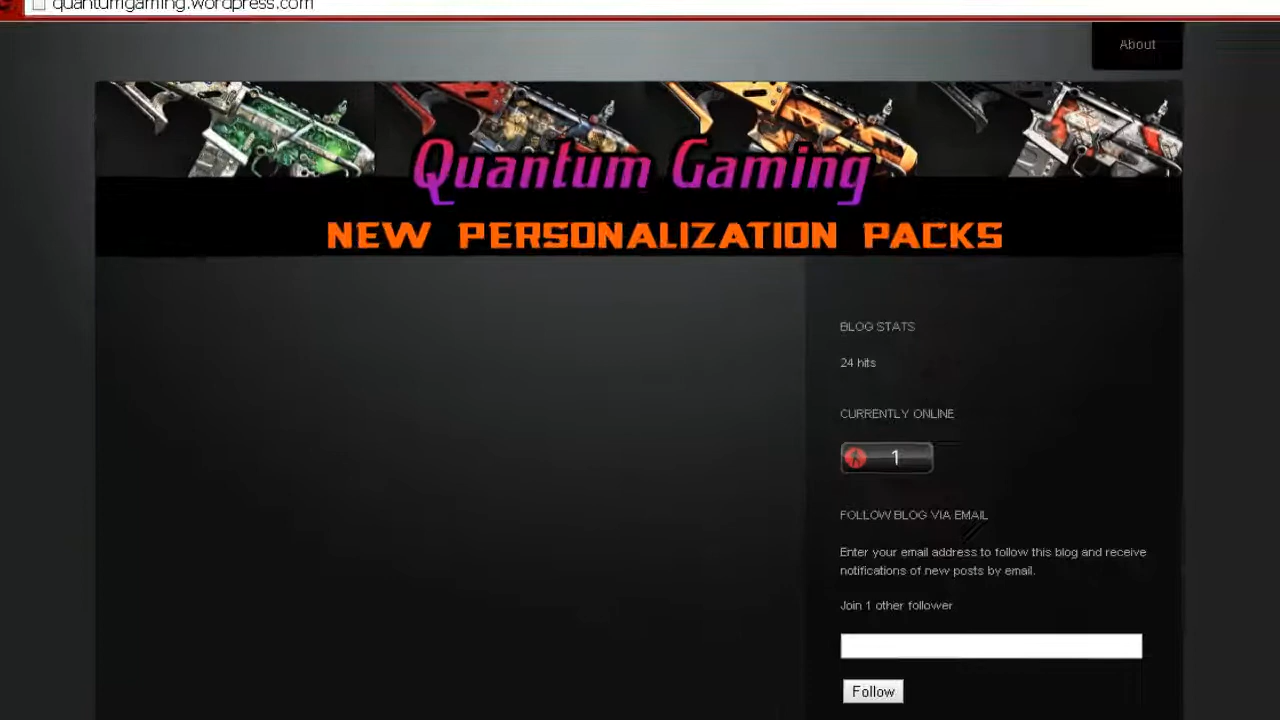 quantumgaming.wordpress.com
About
Quantum Gaming
NEW PERSONALIZATION PACKS
BLOG STATS
24 hits
CURRENTLY ONLINE
1
FOLLOW BLOG VIA EMAIL
Enter your email address to follow this blog and receive
notifications of new posts by email.
Join 1 other follower
Follow